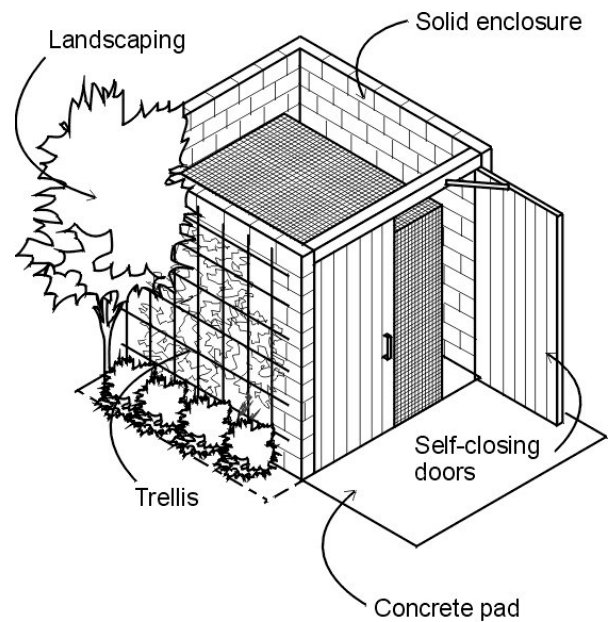 Solid enclosure
Landscaping
Self-closing
doors
Trellis
Concrete pad